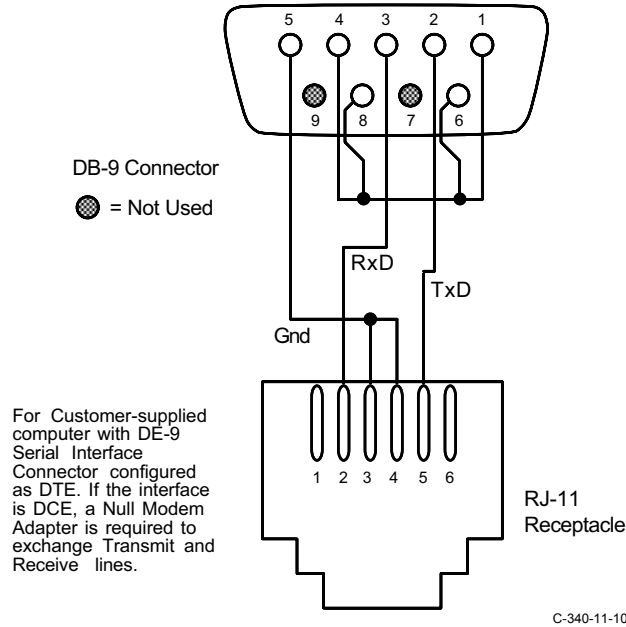 5 4 3 2 1
9 8 7 6
DB-9 Connector
= Not Used
RxD
TxD
Gnd
For Customer-supplied
computer with DE-9
Serial Interface
Connector configured
as DTE. If the interface
is DCE, a Null Modem
Adapter is required to
exchange Transmit and
Receive lines.
1 2 3 4 5 6
RJ-11
Receptacle
C-340-11-10